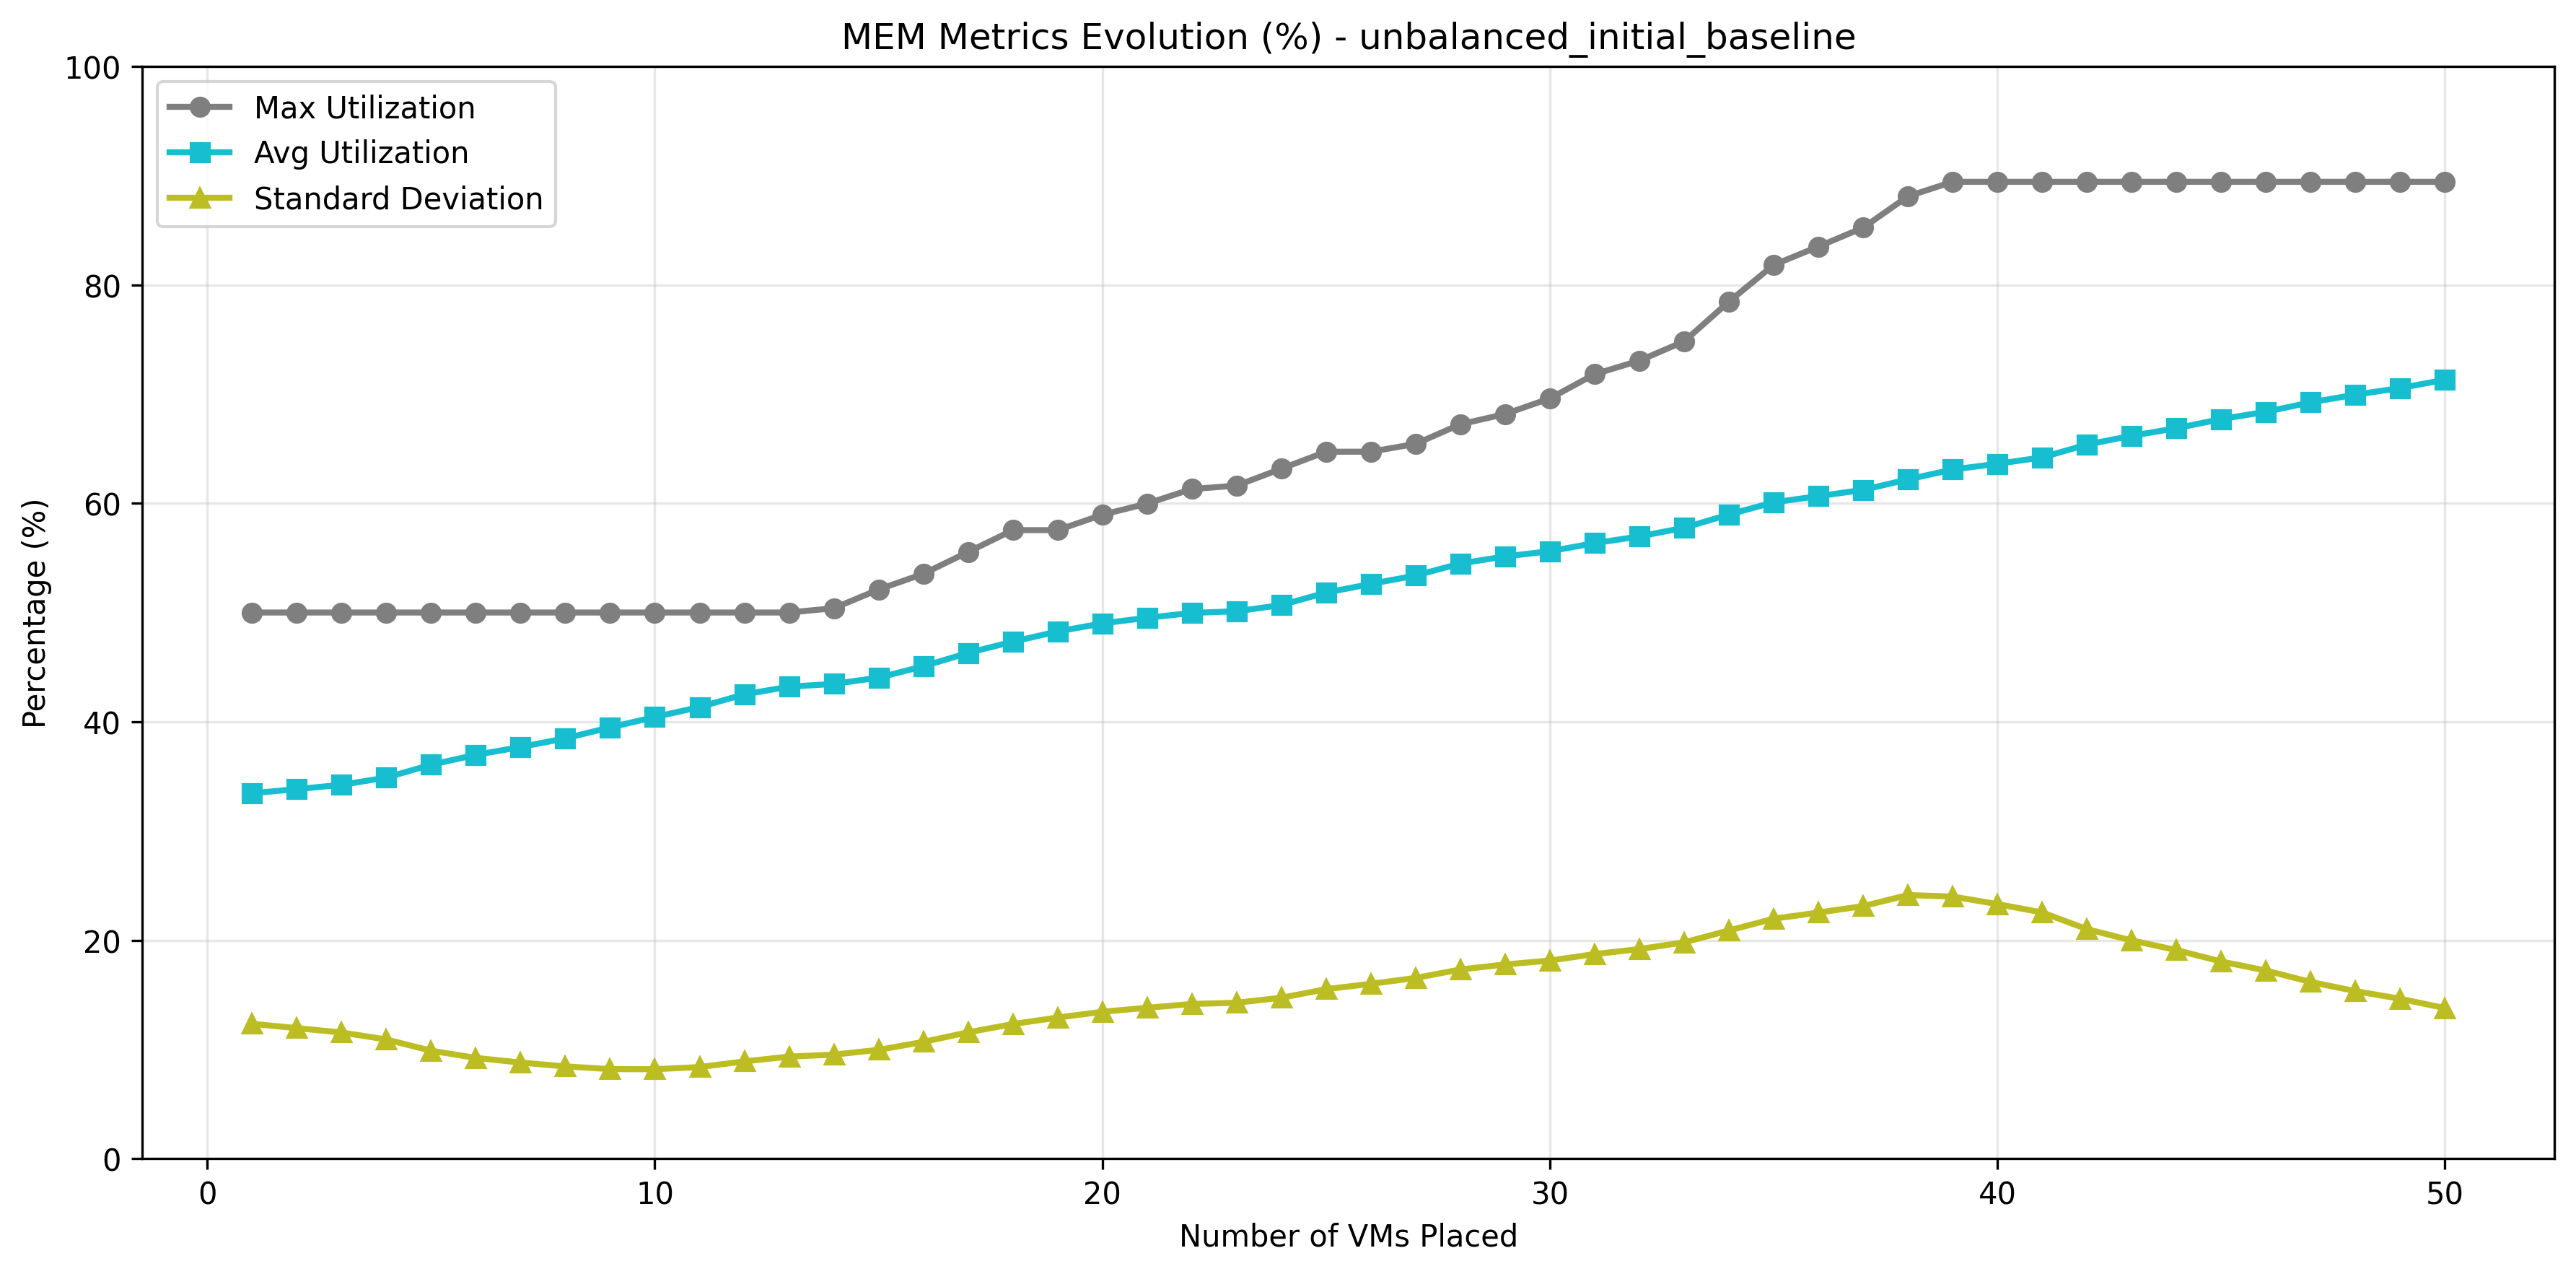 MEM Metrics Evolution (%) - unbalanced_initial_baseline
Max Utilization
Avg Utilization
Standard Deviation
Percentage (%)
100
80
60
40
20
0
0 10 20 30 40 50
Number of VMs Placed